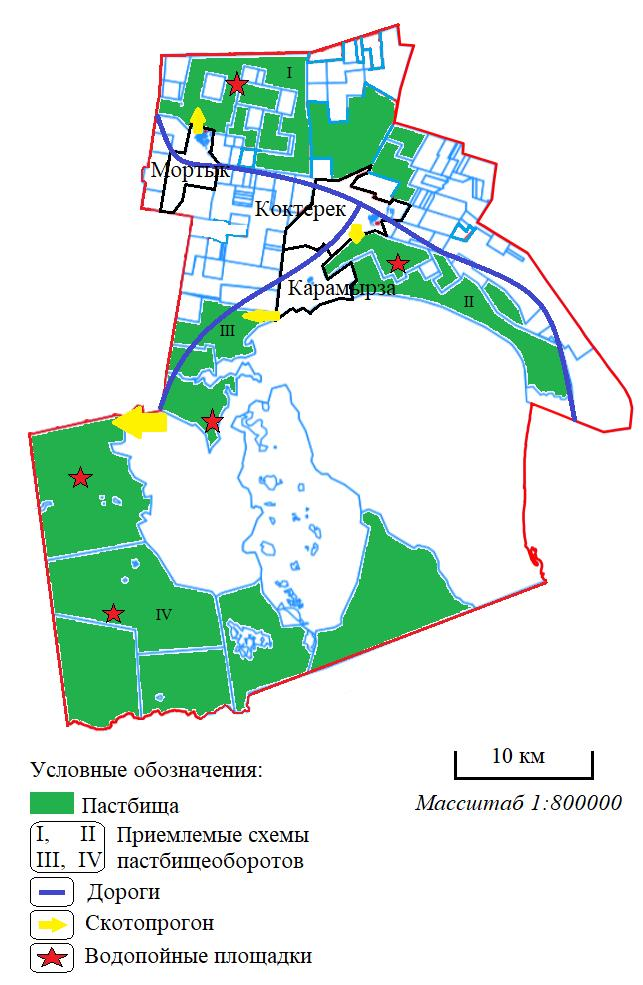 I
Мортык
Коктерек
Карамырза
II
III
IV
10 км
Условные обозначения:
Масштаб 1:800000
Пастбища
I, II Приемлемые схемы
III, IV пастбищеоборотов
Дороги
Скотопрогон
Водопойные площадки